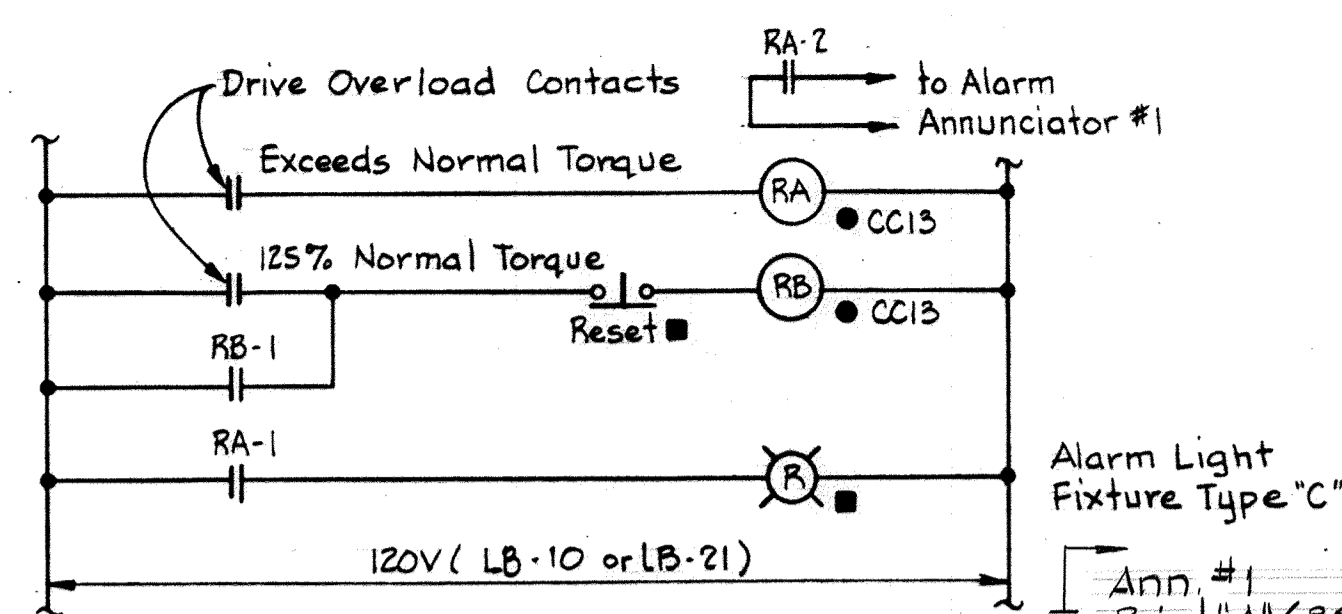 RA-2
Drive Overload Contacts
to Alarm
Annunciator #1
Exceeds Normal Torque
RA
CC13
125% Normal Torque
RB
CC13
Reset
RB-1
RA-1
R
Alarm Light
Fixture Type "C"
120V ( LB-10 or LB-21)
Ann. #1